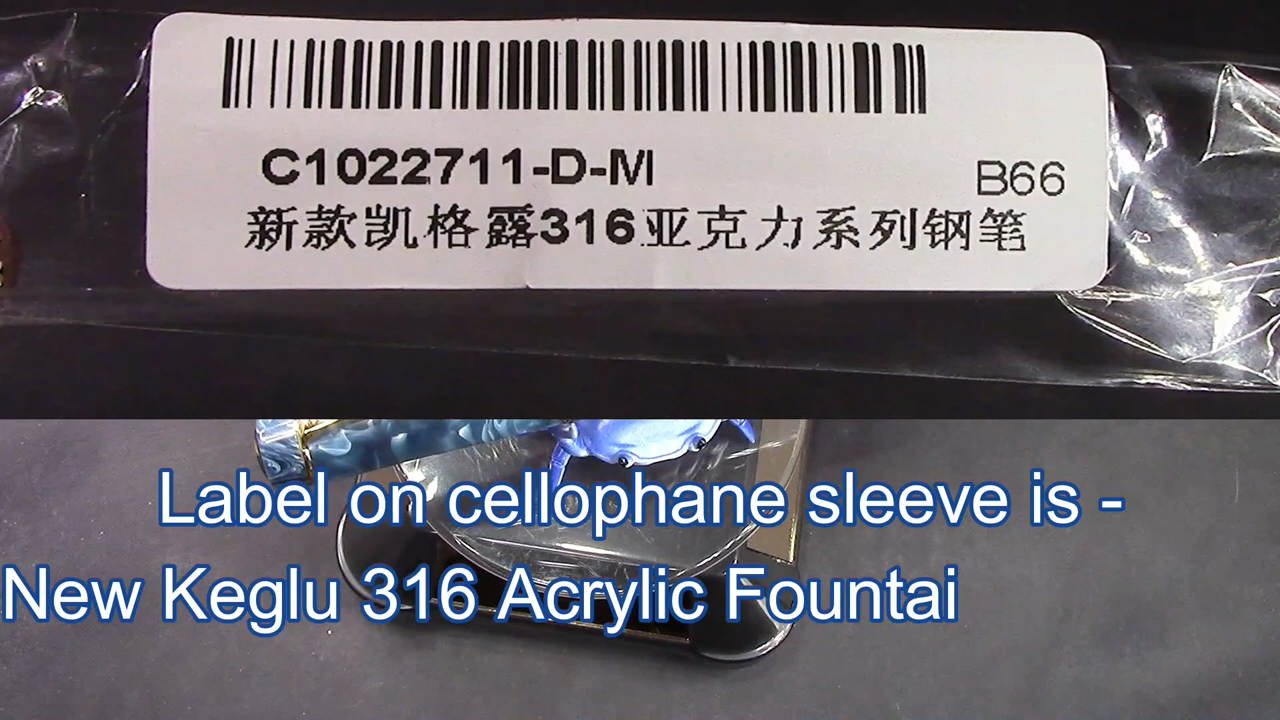 C1022711-D-M
B66
新款凯格露316亚克力系列钢笔
Label on cellophane sleeve is -
New Keglu 316 Acrylic Fountai